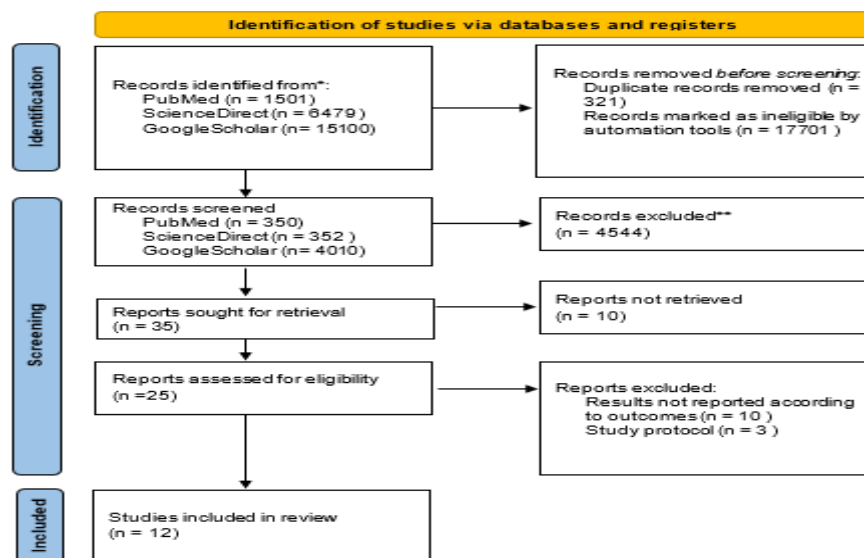 Identification of studies via databases and registers
Identification
Records identified from*:
PubMed (n = 1501)
ScienceDirect (n = 6479)
GoogleScholar (n= 15100)
Records removed before screening:
Duplicate records removed (n =
321)
Records marked as ineligible by
automation tools (n = 17701 )
Screening
Records screened
PubMed (n = 350)
ScienceDirect (n = 352 )
GoogleScholar (n= 4010)
Records excluded**
(n = 4544)
Reports sought for retrieval
(n = 35)
Reports not retrieved
(n = 10)
Reports assessed for eligibility
(n =25)
Reports excluded:
Results not reported according
to outcomes (n = 10 )
Study protocol (n = 3 )
Included
Studies included in review
(n = 12)